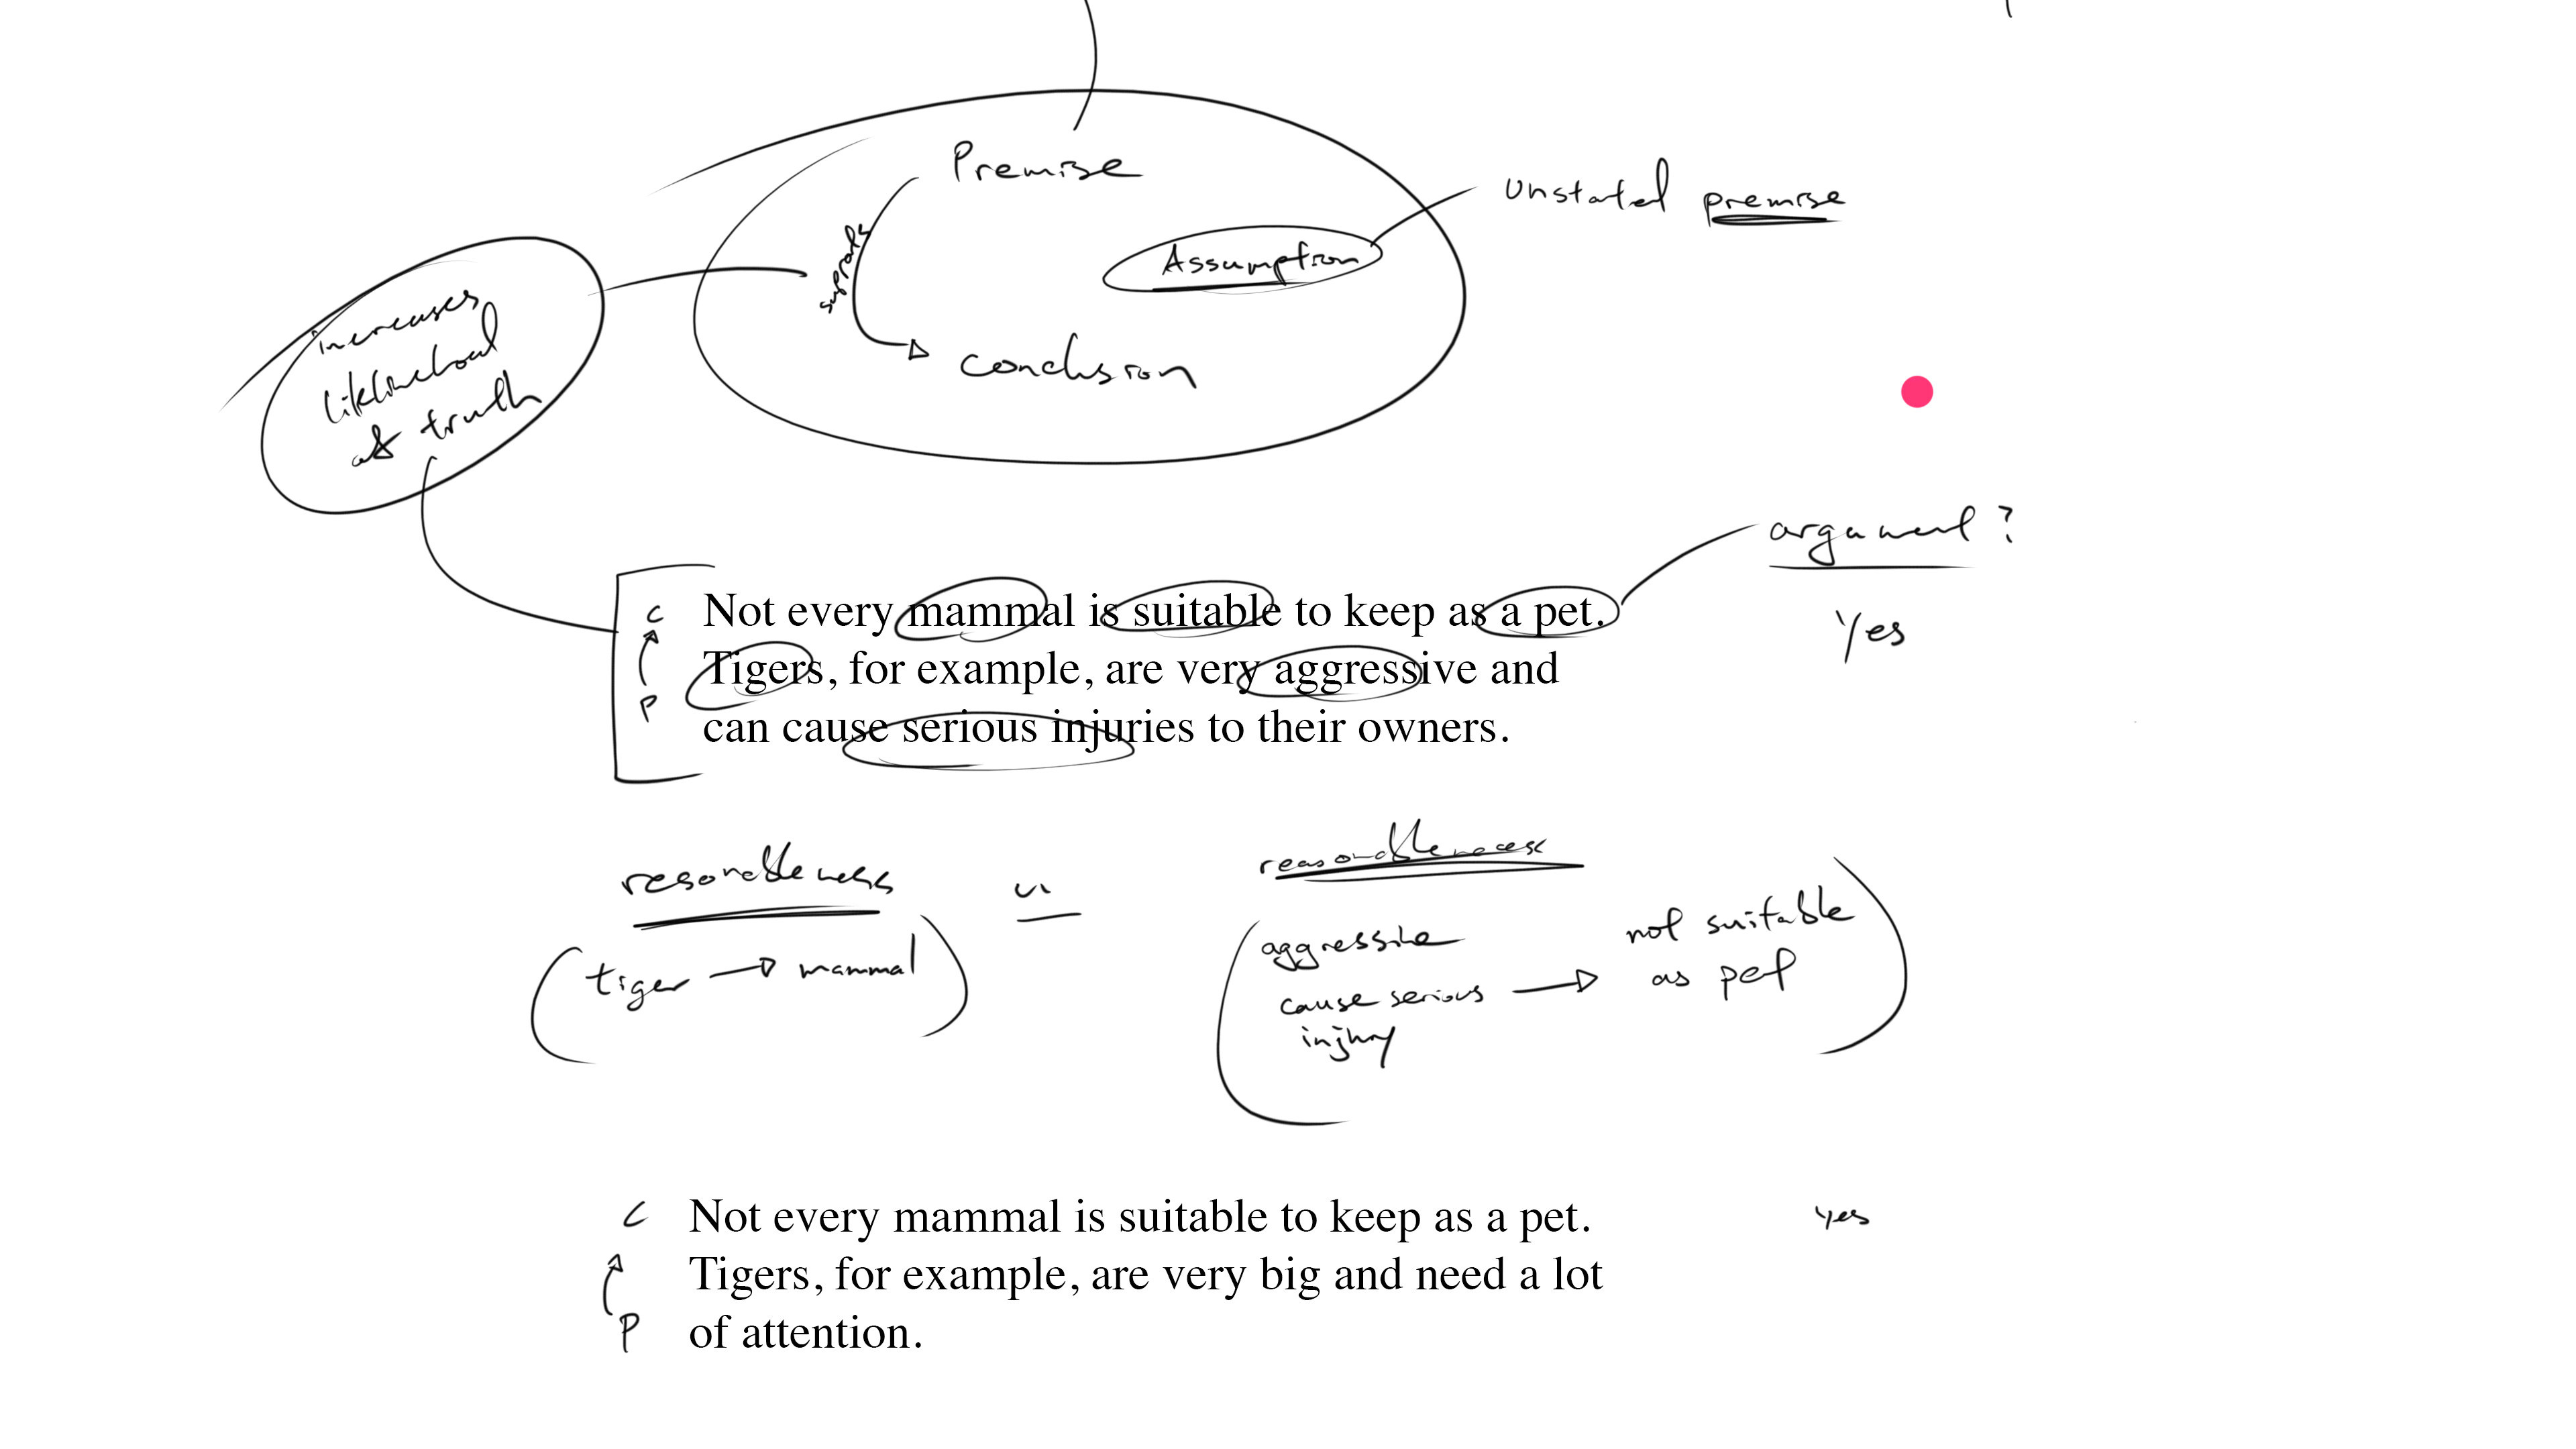 Premise
Unstated premise
supports
Assumption
increases
likelihood
of truth
conclusion
argument ?
C Not every mammal is suitable to keep as a pet.
Yes
Tigers, for example, are very aggressive and
P can cause serious injuries to their owners.
resonableness
reasonableness
aggressive
not suitable
tiger → mammal
cause serious → as pet
injury
C Not every mammal is suitable to keep as a pet. yes
Tigers, for example, are very big and need a lot
P of attention.